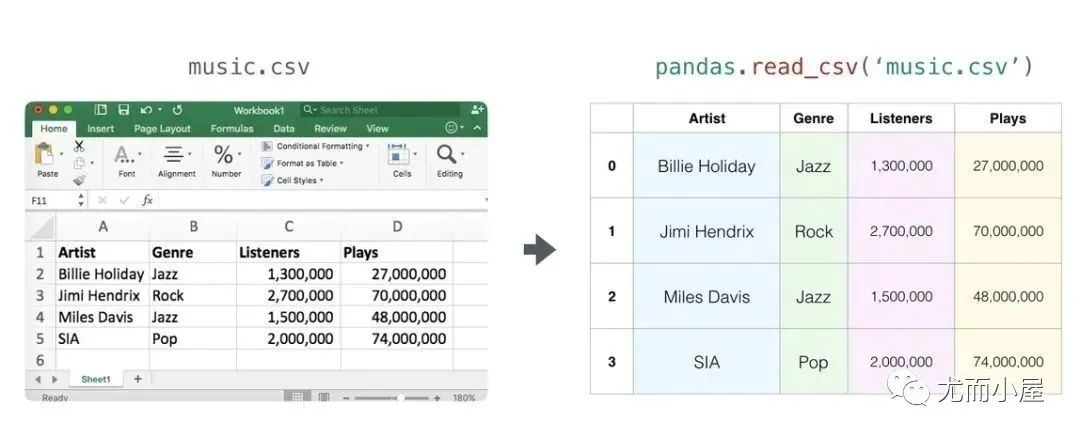 music.csv
pandas.read_csv(‘music.csv’)
Workbook1
Search Sheet
Home Insert Page Layout Formulas Data Review View
Paste
A
Font
Alignment
%
Number
Conditional Formatting
Format as Table
Cell Styles
Cells
Editing
F11 fx
A B C D
1 Artist Genre Listeners Plays
2 Billie Holiday Jazz 1,300,000 27,000,000
3 Jimi Hendrix Rock 2,700,000 70,000,000
4 Miles Davis Jazz 1,500,000 48,000,000
5 SIA Pop 2,000,000 74,000,000
6
Sheet1 +
Ready
180%
Artist Genre Listeners Plays
0 Billie Holiday Jazz 1,300,000 27,000,000
1 Jimi Hendrix Rock 2,700,000 70,000,000
2 Miles Davis Jazz 1,500,000 48,000,000
3 SIA Pop 2,000,000 74,000,000
尤而小屋